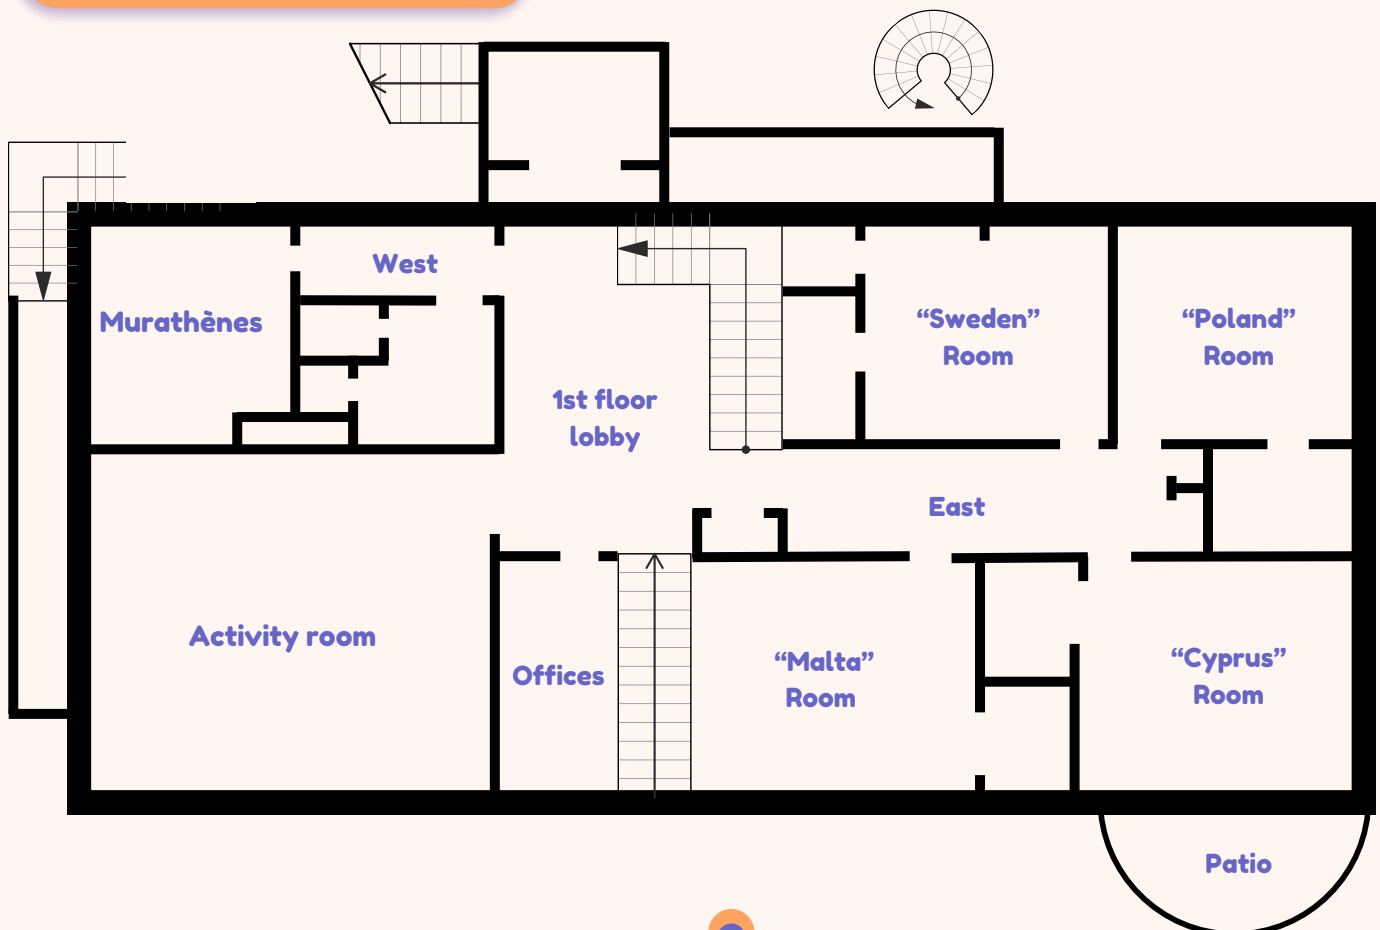 West
Murathènes
“Sweden”
Room
“Poland”
Room
1st floor
lobby
East
Activity room
Offices
“Malta”
Room
“Cyprus”
Room
Patio